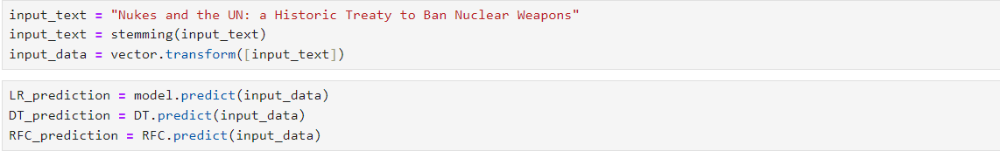 input_text = "Nukes and the UN: a Historic Treaty to Ban Nuclear Weapons"
input_text = stemming(input_text)
input_data = vector.transform([input_text])
LR_prediction = model.predict(input_data)
DT_prediction = DT.predict(input_data)
RFC_prediction = RFC.predict(input_data)